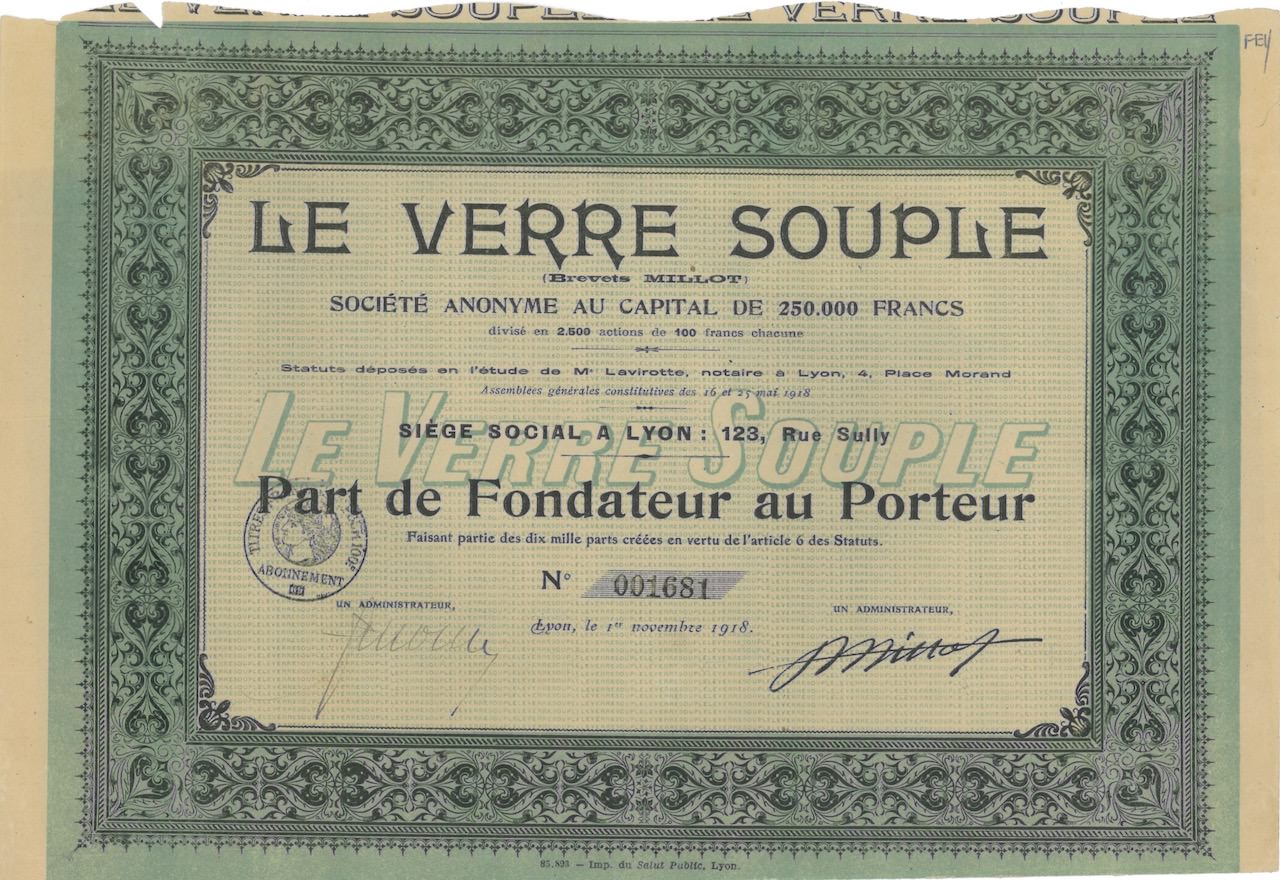 LE VERRE SOUPLE LE VERRE SOUPLE
FEV
LE VERRE SOUPLE
(Brevets MILLOT)
SOCIÉTÉ ANONYME AU CAPITAL DE 250.000 FRANCS
divisé en 2.500 actions de 100 francs chacune
Statuts déposés en l'étude de Me Lavirotte, notaire à Lyon, 4, Place Morand
Assemblées générales constitutives des 16 et 25 mai 1918
LE VERRE SOUPLE
SIÈGE SOCIAL A LYON : 123, Rue Sully
Part de Fondateur au Porteur
Faisant partie des dix mille parts créées en vertu de l'article 6 des Statuts.
TITRE
ABONNEMENT
N° 001681
UN ADMINISTRATEUR,
UN ADMINISTRATEUR,
Lyon, le 1er novembre 1918.
Millot
85.893 — Imp. du Salut Public, Lyon.